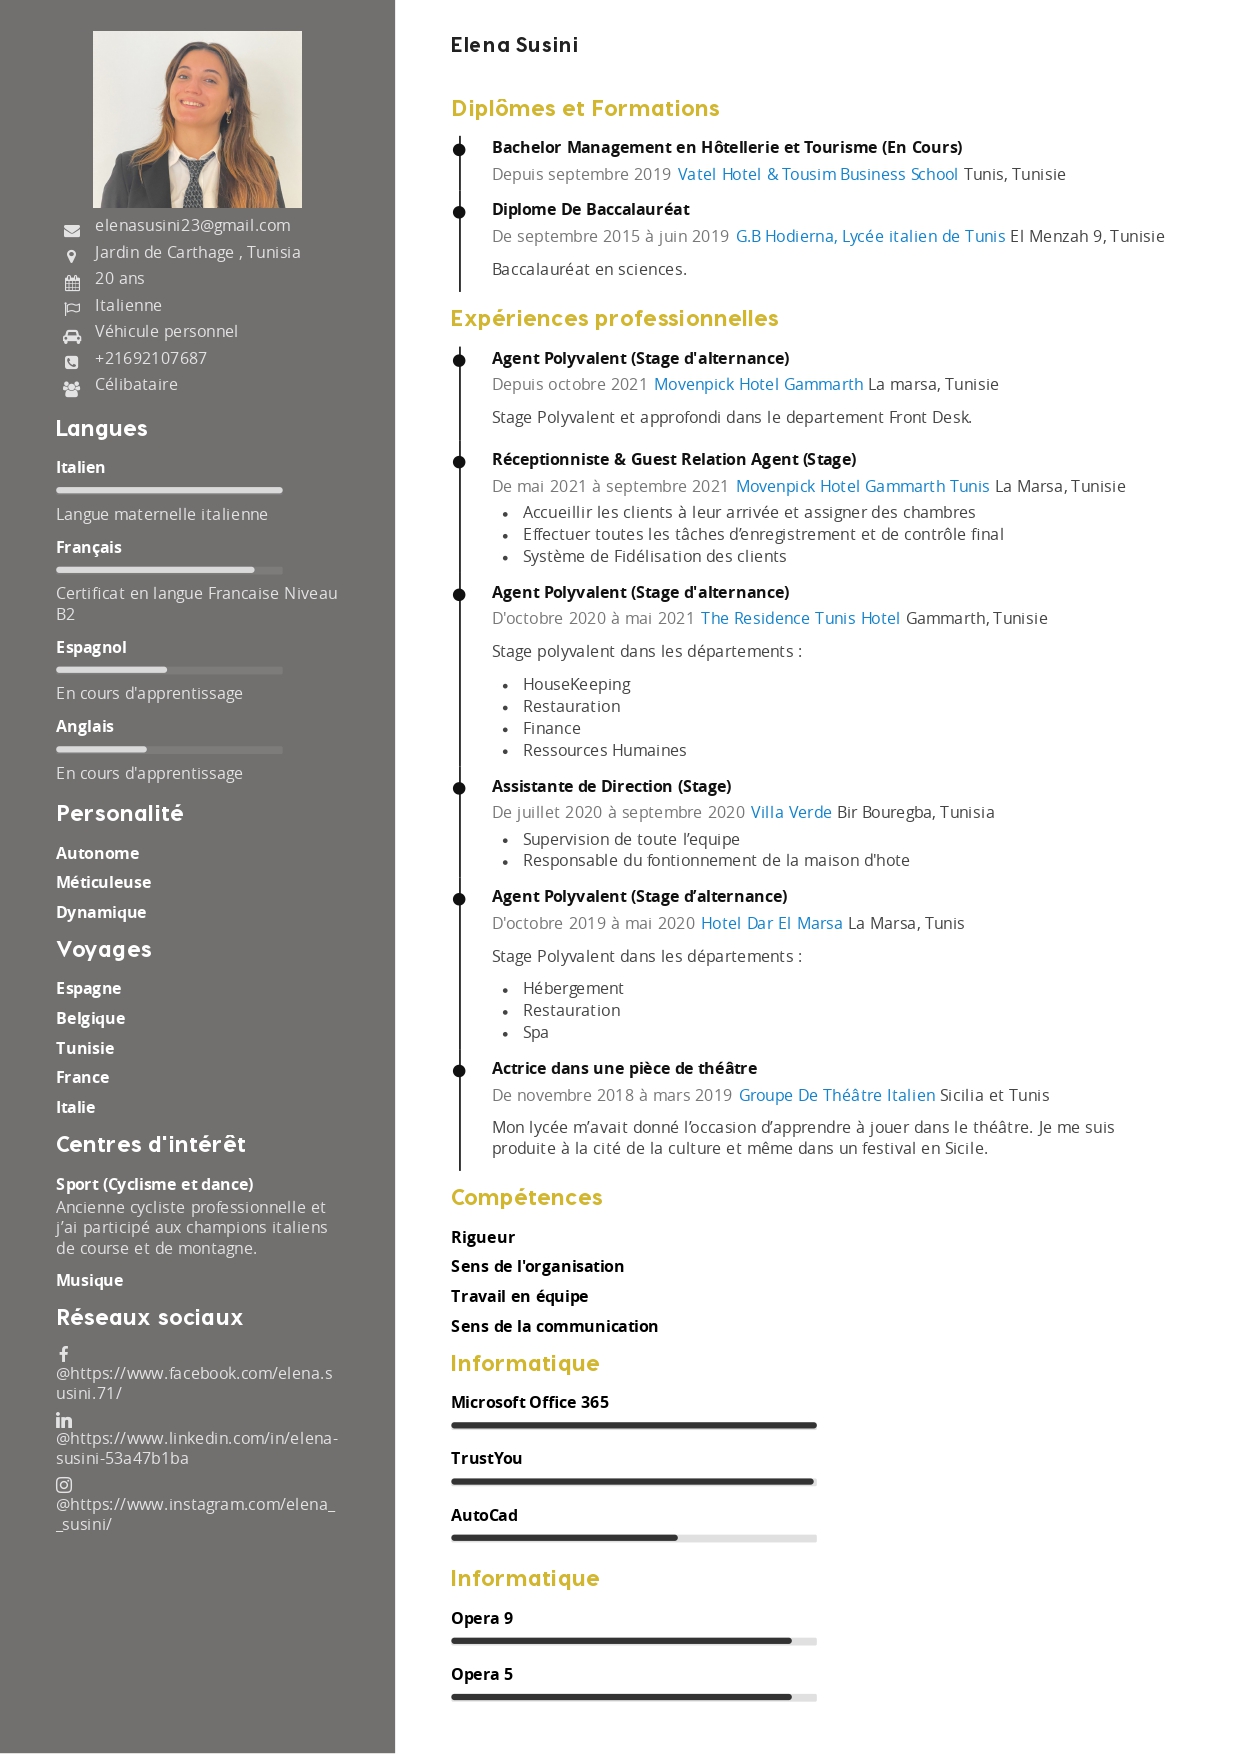 elenasusini23@gmail.com
Jardin de Carthage , Tunisia
20 ans
Italienne
Véhicule personnel
+21692107687
Célibataire
Langues
Italien
Langue maternelle italienne
Français
Certificat en langue Francaise Niveau
B2
Espagnol
En cours d'apprentissage
Anglais
En cours d'apprentissage
Personalité
Autonome
Méticuleuse
Dynamique
Voyages
Espagne
Belgique
Tunisie
France
Italie
Centres d'intérêt
Sport (Cyclisme et dance)
Ancienne cycliste professionnelle et
j’ai participé aux champions italiens
de course et de montagne.
Musique
Réseaux sociaux
@https://www.facebook.com/elena.s
usini.71/
@https://www.linkedin.com/in/elena-
susini-53a47b1ba
@https://www.instagram.com/elena_
_susini/
Elena Susini
Diplômes et Formations
Bachelor Management en Hôtellerie et Tourisme (En Cours)
Depuis septembre 2019 Vatel Hotel & Tousim Business School Tunis, Tunisie
Diplome De Baccalauréat
De septembre 2015 à juin 2019 G.B Hodierna, Lycée italien de Tunis El Menzah 9, Tunisie
Baccalauréat en sciences.
Expériences professionnelles
Agent Polyvalent (Stage d'alternance)
Depuis octobre 2021 Movenpick Hotel Gammarth La marsa, Tunisie
Stage Polyvalent et approfondi dans le departement Front Desk.
Réceptionniste & Guest Relation Agent (Stage)
De mai 2021 à septembre 2021 Movenpick Hotel Gammarth Tunis La Marsa, Tunisie
• Accueillir les clients à leur arrivée et assigner des chambres
• Effectuer toutes les tâches d’enregistrement et de contrôle final
• Système de Fidélisation des clients
Agent Polyvalent (Stage d'alternance)
D'octobre 2020 à mai 2021 The Residence Tunis Hotel Gammarth, Tunisie
Stage polyvalent dans les départements :
• HouseKeeping
• Restauration
• Finance
• Ressources Humaines
Assistante de Direction (Stage)
De juillet 2020 à septembre 2020 Villa Verde Bir Bouregba, Tunisia
• Supervision de toute l’equipe
• Responsable du fontionnement de la maison d'hote
Agent Polyvalent (Stage d’alternance)
D'octobre 2019 à mai 2020 Hotel Dar El Marsa La Marsa, Tunis
Stage Polyvalent dans les départements :
• Hébergement
• Restauration
• Spa
Actrice dans une pièce de théâtre
De novembre 2018 à mars 2019 Groupe De Théâtre Italien Sicilia et Tunis
Mon lycée m’avait donné l’occasion d’apprendre à jouer dans le théâtre. Je me suis
produite à la cité de la culture et même dans un festival en Sicile.
Compétences
Rigueur
Sens de l'organisation
Travail en équipe
Sens de la communication
Informatique
Microsoft Office 365
TrustYou
AutoCad
Informatique
Opera 9
Opera 5